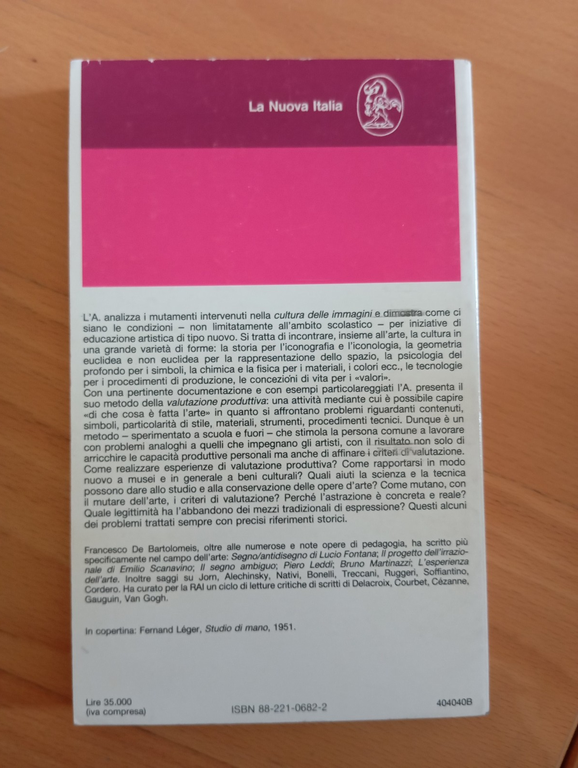 La Nuova Italia
L'A. analizza i mutamenti intervenuti nella cultura delle immagini e dimostra come ci
siano le condizioni – non limitatamente all'ambito scolastico – per iniziative di
educazione artistica di tipo nuovo. Si tratta di incontrare, insieme all'arte, la cultura in
una grande varietà di forme: la storia per l'iconografia e l'iconologia, la geometria
euclidea e non euclidea per la rappresentazione dello spazio, la psicologia del
profondo per i simboli, la chimica e la fisica per i materiali, i colori ecc., le tecnologie
per i procedimenti di produzione, le concezioni di vita per i «valori».
Con una pertinente documentazione e con esempi particolareggiati l'A. presenta il
suo metodo della valutazione produttiva: una attività mediante cui è possibile capire
«di che cosa è fatta l'arte» in quanto si affrontano problemi riguardanti contenuti,
simboli, particolarità di stile, materiali, strumenti, procedimenti tecnici. Dunque è un
metodo – sperimentato a scuola e fuori – che stimola la persona comune a lavorare
con problemi analoghi a quelli che impegnano gli artisti, con il risultato non solo di
arricchire le capacità produttive personali ma anche di affinare i criteri di valutazione.
Come realizzare esperienze di valutazione produttiva? Come rapportarsi in modo
nuovo a musei e in generale a beni culturali? Quali aiuti la scienza e la tecnica
possono dare allo studio e alla conservazione delle opere d'arte? Come mutano, con
il mutare dell'arte, i criteri di valutazione? Perché l'astrazione è concreta e reale?
Quale legittimità ha l'abbandono dei mezzi tradizionali di espressione? Questi alcuni
dei problemi trattati sempre con precisi riferimenti storici.
Francesco De Bartolomeis, oltre alle numerose e note opere di pedagogia, ha scritto più
specificamente nel campo dell'arte: Segno/antidisegno di Lucio Fontana; Il progetto dell'irrazio-
nale di Emilio Scanavino; Il segno ambiguo; Piero Leddi; Bruno Martinazzi; L'esperienza
dell'arte. Inoltre saggi su Jorn, Alechinsky, Nativi, Bonelli, Treccani, Ruggeri, Soffiantino,
Cordero. Ha curato per la RAI un ciclo di letture critiche di scritti di Delacroix, Courbet, Cézanne,
Gauguin, Van Gogh.
In copertina: Fernand Léger, Studio di mano, 1951.
Lire 35.000
(iva compresa)
ISBN 88-221-0682-2
404040B